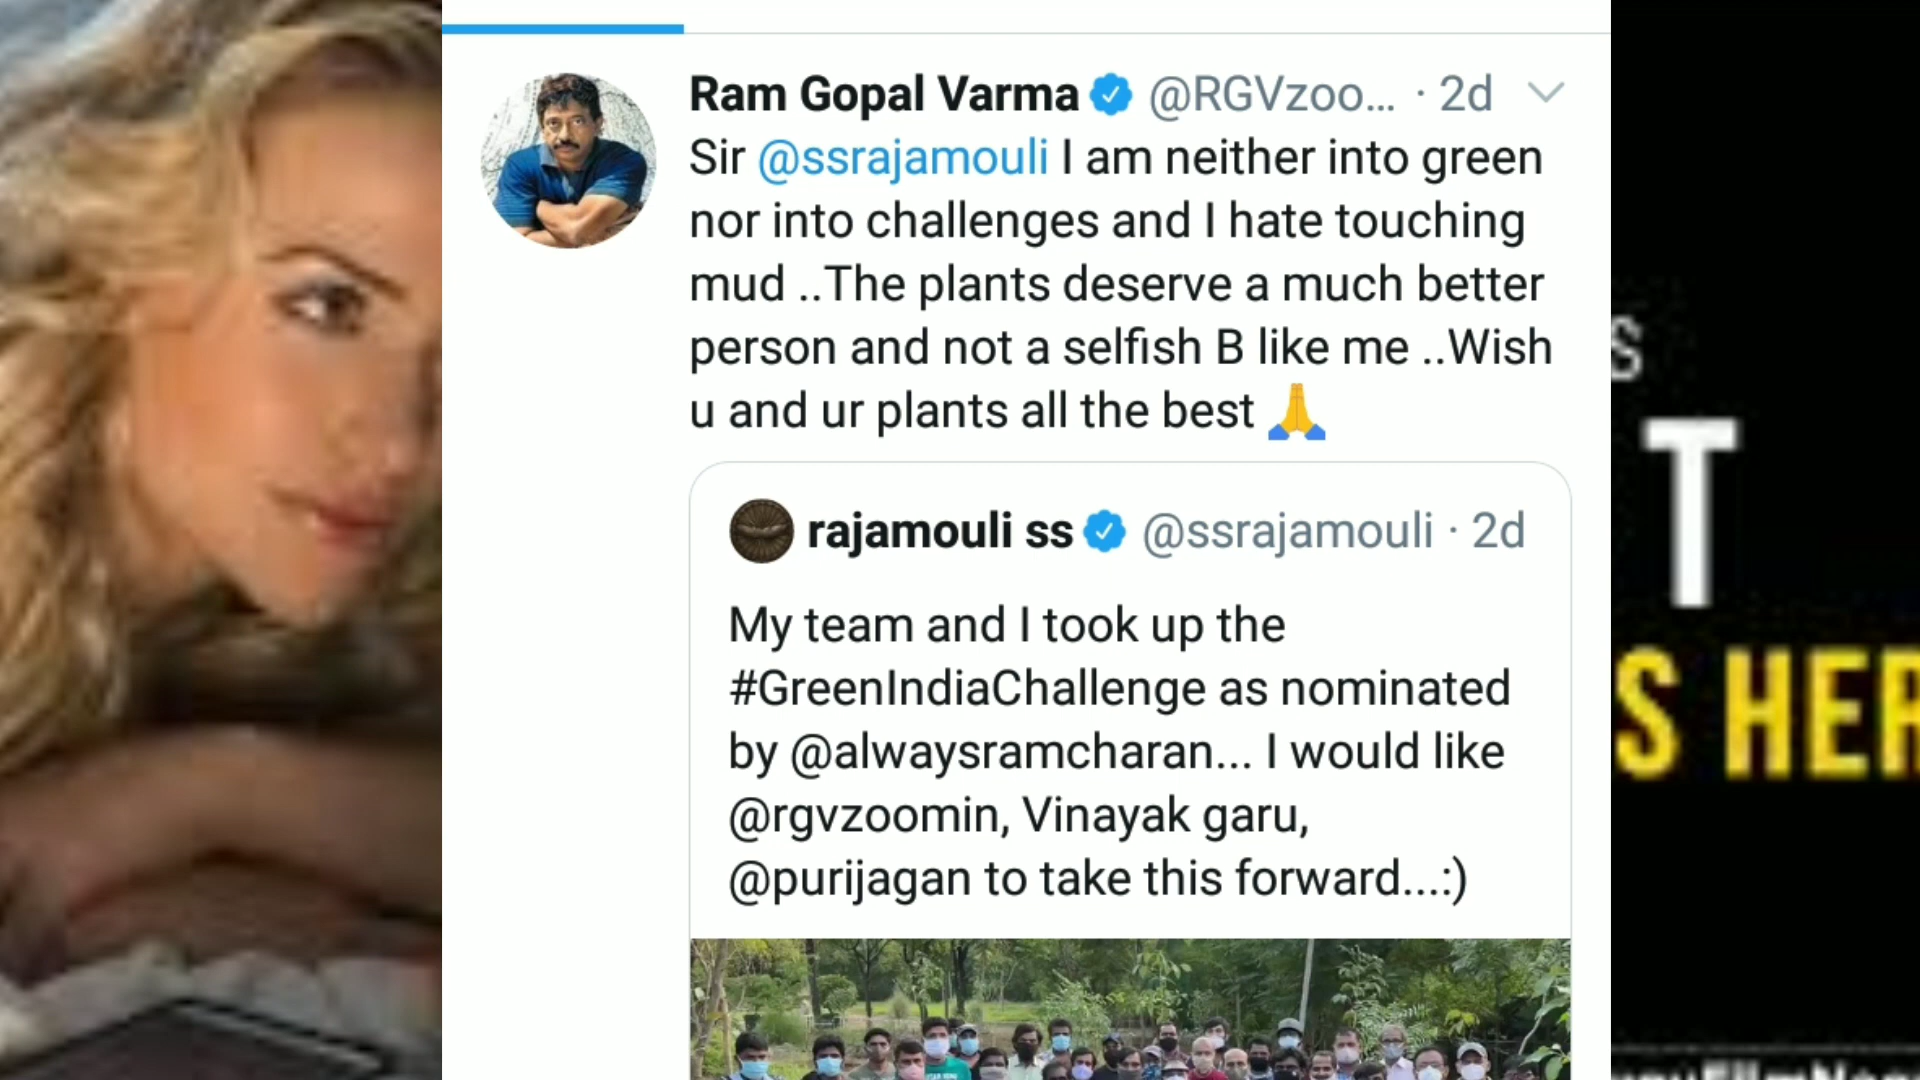 Ram Gopal Varma @RGVzoo... · 2d
Sir @ssrajamouli I am neither into green
nor into challenges and I hate touching
mud ..The plants deserve a much better
person and not a selfish B like me ..Wish
u and ur plants all the best 🙏
rajamouli ss @ssrajamouli · 2d
My team and I took up the
#GreenIndiaChallenge as nominated
by @alwaysramcharan... I would like
@rgvzoomin, Vinayak garu,
@purijagan to take this forward...:)
S
T
S HER